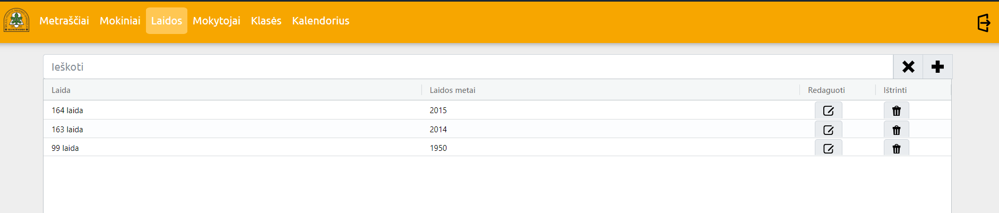 Metraščiai Mokiniai Laidos Mokytojai Klasės Kalendorius
Ieškoti
Laida Laidos metai Redaguoti Ištrinti
164 laida 2015
163 laida 2014
99 laida 1950